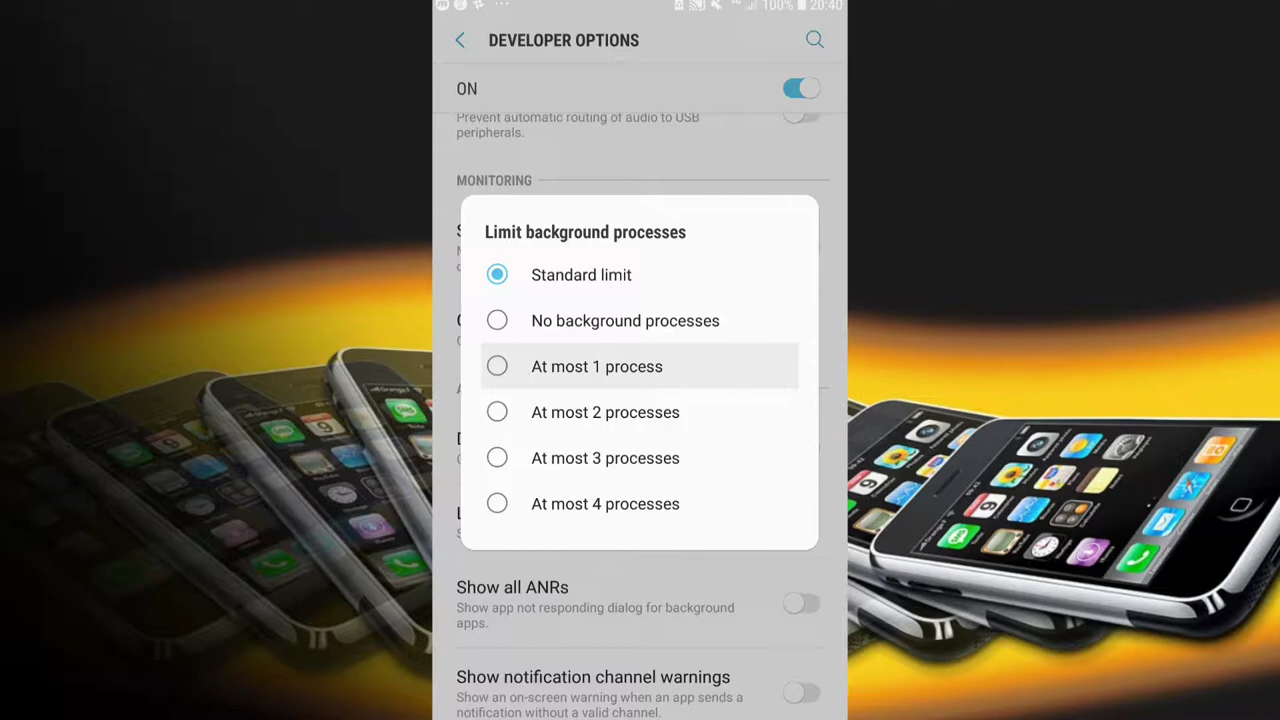 100% 20:40
DEVELOPER OPTIONS
ON
Prevent automatic routing of audio to USB
peripherals.
MONITORING
Limit background processes
Standard limit
No background processes
At most 1 process
At most 2 processes
At most 3 processes
At most 4 processes
Show all ANRs
Show app not responding dialog for background
apps.
Show notification channel warnings
Show an on-screen warning when an app sends a
notification without a valid channel.